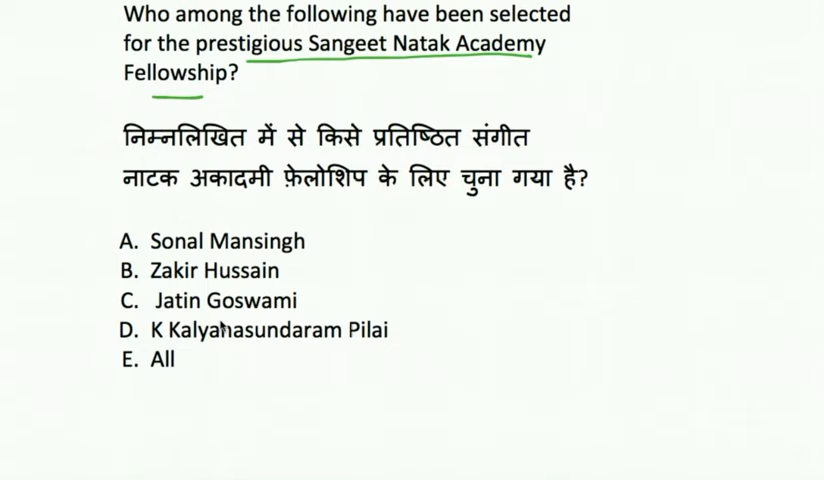 Who among the following have been selected
for the prestigious Sangeet Natak Academy
Fellowship?
निम्नलिखित में से किसे प्रतिष्ठित संगीत
नाटक अकादमी फ़ेलोशिप के लिए चुना गया है?
A. Sonal Mansingh
B. Zakir Hussain
C. Jatin Goswami
D. K Kalyanasundaram Pilai
E. All